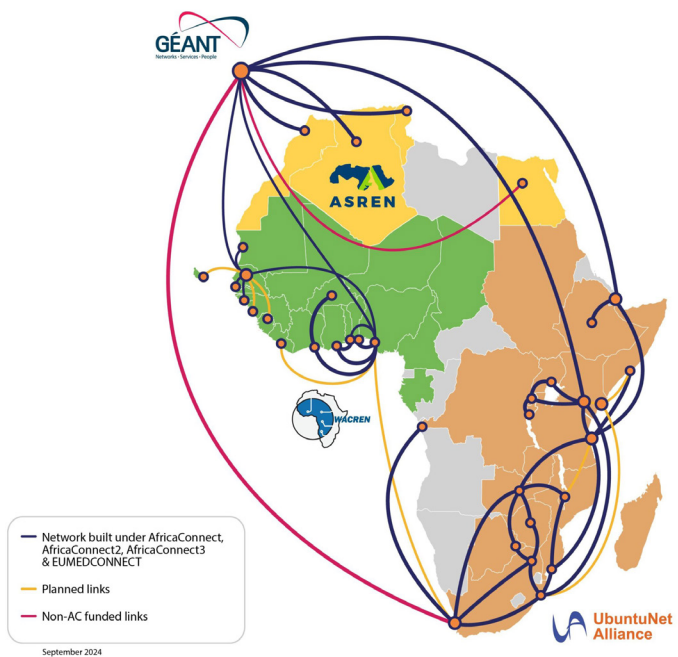 GÉANT
Networks • Services • People
ASREN
WACREN
Network built under AfricaConnect,
AfricaConnect2, AfricaConnect3
& EUMEDCONNECT
Planned links
Non-AC funded links
September 2024
UbuntuNet
Alliance